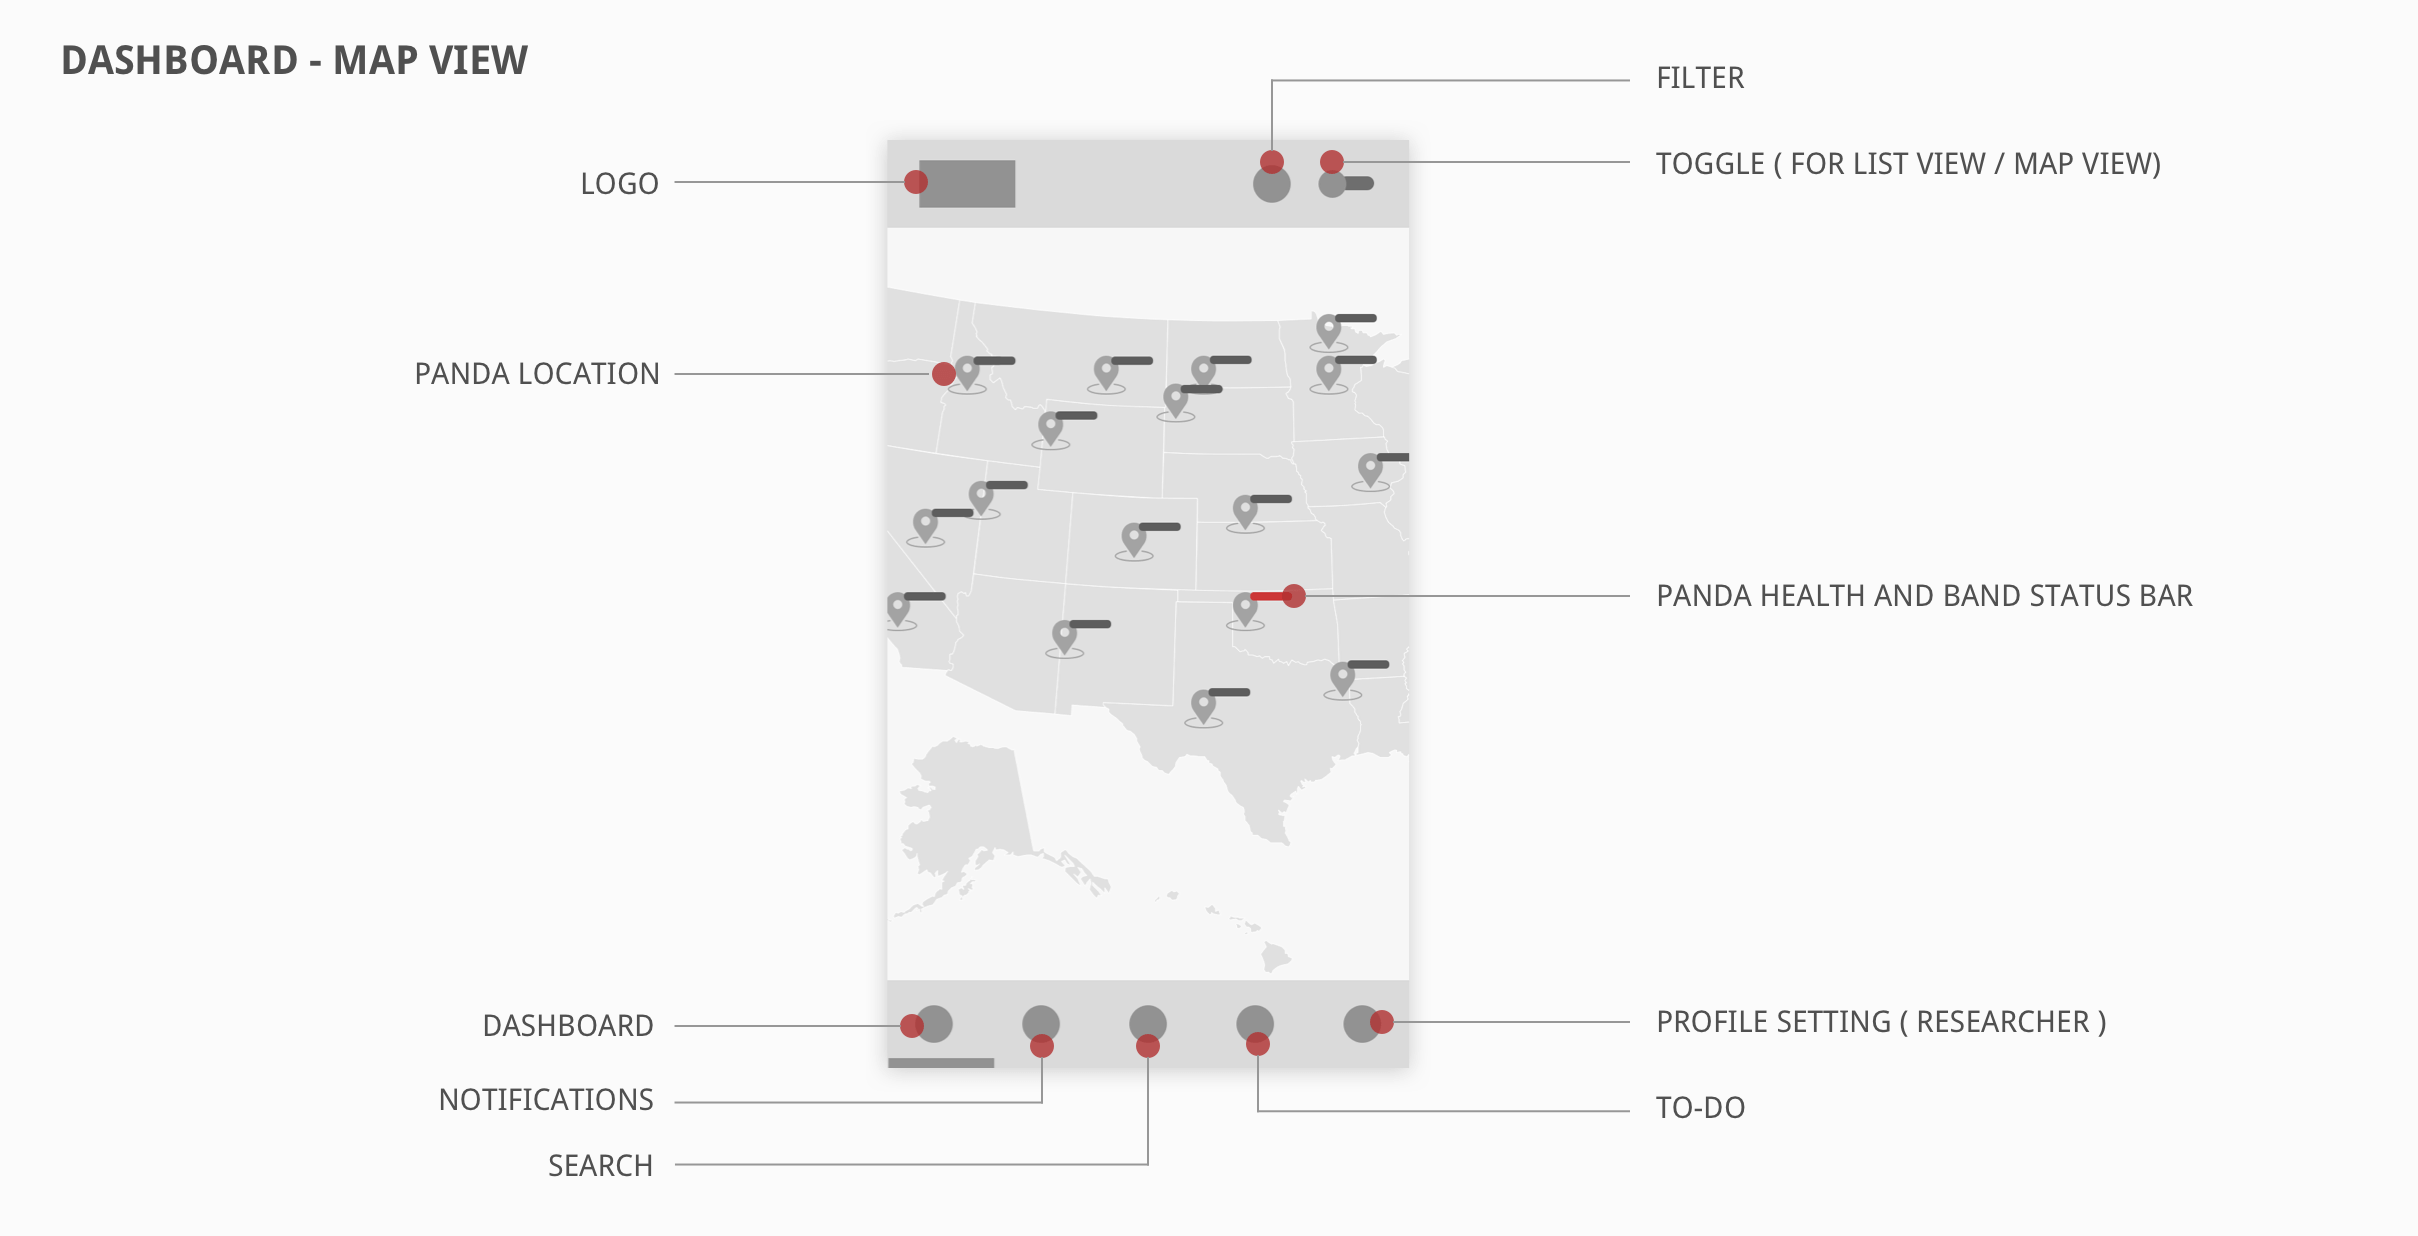 DASHBOARD - MAP VIEW
FILTER
TOGGLE ( FOR LIST VIEW / MAP VIEW)
LOGO
PANDA LOCATION
PANDA HEALTH AND BAND STATUS BAR
DASHBOARD
PROFILE SETTING ( RESEARCHER )
NOTIFICATIONS
TO-DO
SEARCH